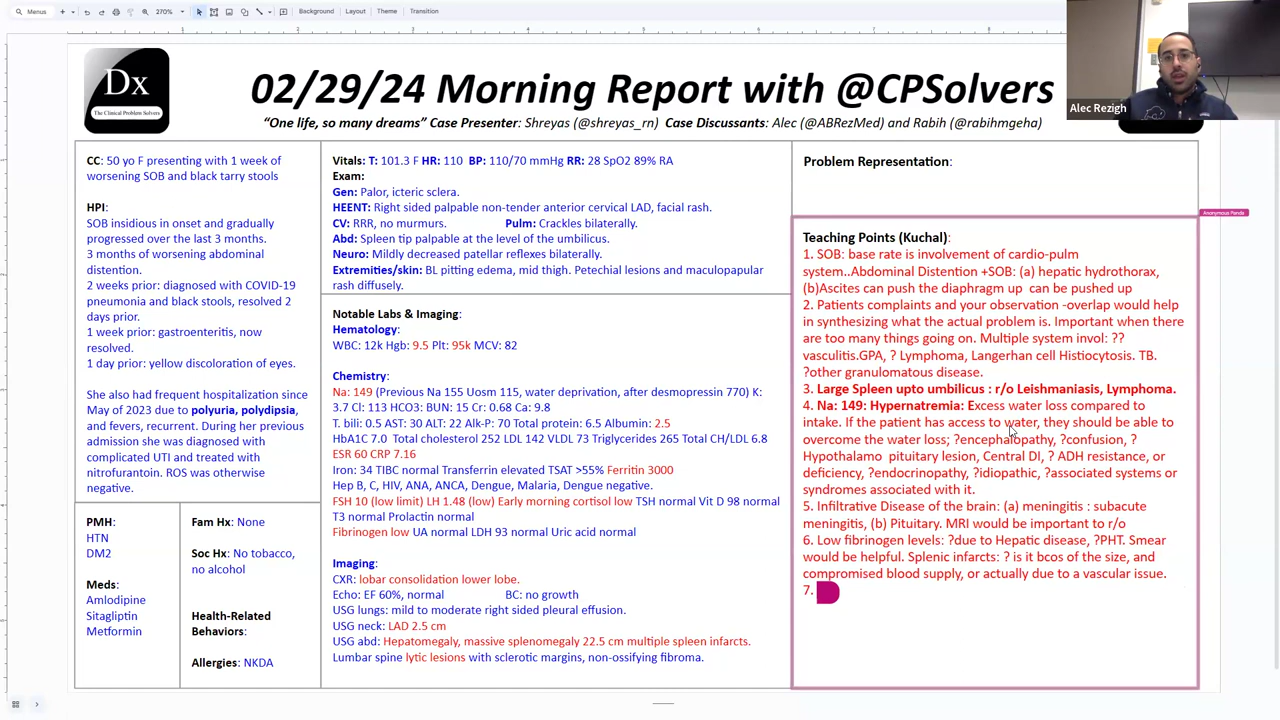 Menus
270%
Background
Layout
Theme
Transition
Alec Rezigh
Dx
The Clinical Problem Solvers
02/29/24 Morning Report with @CPSolvers
“One life, so many dreams” Case Presenter: Shreyas (@shreyas_rn) Case Discussants: Alec (@ABRezMed) and Rabih (@rabihmgeha)
CC: 50 yo F presenting with 1 week of
worsening SOB and black tarry stools
HPI:
SOB insidious in onset and gradually
progressed over the last 3 months.
3 months of worsening abdominal
distention.
2 weeks prior: diagnosed with COVID-19
pneumonia and black stools, resolved 2
days prior.
1 week prior: gastroenteritis, now
resolved.
1 day prior: yellow discoloration of eyes.
She also had frequent hospitalization since
May of 2023 due to polyuria, polydipsia,
and fevers, recurrent. During her previous
admission she was diagnosed with
complicated UTI and treated with
nitrofurantoin. ROS was otherwise
negative.
PMH:
HTN
DM2
Meds:
Amlodipine
Sitagliptin
Metformin
Fam Hx: None
Soc Hx: No tobacco,
no alcohol
Health-Related
Behaviors:
Allergies: NKDA
Vitals: T: 101.3 F HR: 110 BP: 110/70 mmHg RR: 28 SpO2 89% RA
Exam:
Gen: Palor, icteric sclera.
HEENT: Right sided palpable non-tender anterior cervical LAD, facial rash.
CV: RRR, no murmurs. Pulm: Crackles bilaterally.
Abd: Spleen tip palpable at the level of the umbilicus.
Neuro: Mildly decreased patellar reflexes bilaterally.
Extremities/skin: BL pitting edema, mid thigh. Petechial lesions and maculopapular
rash diffusely.
Notable Labs & Imaging:
Hematology:
WBC: 12k Hgb: 9.5 Plt: 95k MCV: 82
Chemistry:
Na: 149 (Previous Na 155 Uosm 115, water deprivation, after desmopressin 770) K:
3.7 Cl: 113 HCO3: BUN: 15 Cr: 0.68 Ca: 9.8
T. bili: 0.5 AST: 30 ALT: 22 Alk-P: 70 Total protein: 6.5 Albumin: 2.5
HbA1C 7.0 Total cholesterol 252 LDL 142 VLDL 73 Triglycerides 265 Total CH/LDL 6.8
ESR 60 CRP 7.16
Iron: 34 TIBC normal Transferrin elevated TSAT >55% Ferritin 3000
Hep B, C, HIV, ANA, ANCA, Dengue, Malaria, Dengue negative.
FSH 10 (low limit) LH 1.48 (low) Early morning cortisol low TSH normal Vit D 98 normal
T3 normal Prolactin normal
Fibrinogen low UA normal LDH 93 normal Uric acid normal
Imaging:
CXR: lobar consolidation lower lobe.
Echo: EF 60%, normal BC: no growth
USG lungs: mild to moderate right sided pleural effusion.
USG neck: LAD 2.5 cm
USG abd: Hepatomegaly, massive splenomegaly 22.5 cm multiple spleen infarcts.
Lumbar spine lytic lesions with sclerotic margins, non-ossifying fibroma.
Problem Representation:
Anonymous Panda
Teaching Points (Kuchal):
1. SOB: base rate is involvement of cardio-pulm
system..Abdominal Distention +SOB: (a) hepatic hydrothorax,
(b)Ascites can push the diaphragm up can be pushed up
2. Patients complaints and your observation -overlap would help
in synthesizing what the actual problem is. Important when there
are too many things going on. Multiple system invol: ??
vasculitis.GPA, ? Lymphoma, Langerhan cell Histiocytosis. TB.
?other granulomatous disease.
3. Large Spleen upto umbilicus : r/o Leishmaniasis, Lymphoma.
4. Na: 149: Hypernatremia: Excess water loss compared to
intake. If the patient has access to water, they should be able to
overcome the water loss; ?encephalopathy, ?confusion, ?
Hypothalamo pituitary lesion, Central DI, ? ADH resistance, or
deficiency, ?endocrinopathy, ?idiopathic, ?associated systems or
syndromes associated with it.
5. Infiltrative Disease of the brain: (a) meningitis : subacute
meningitis, (b) Pituitary. MRI would be important to r/o
6. Low fibrinogen levels: ?due to Hepatic disease, ?PHT. Smear
would be helpful. Splenic infarcts: ? is it bcos of the size, and
compromised blood supply, or actually due to a vascular issue.
7.